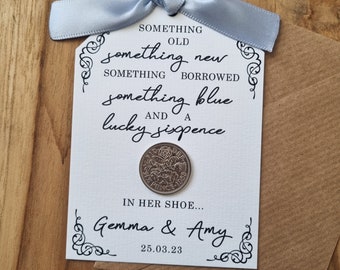 SOMETHING
OLD
something new
SOMETHING BORROWED
something blue
AND A
lucky sixpence
IN HER SHOE...
Gemma & Amy
25.03.23